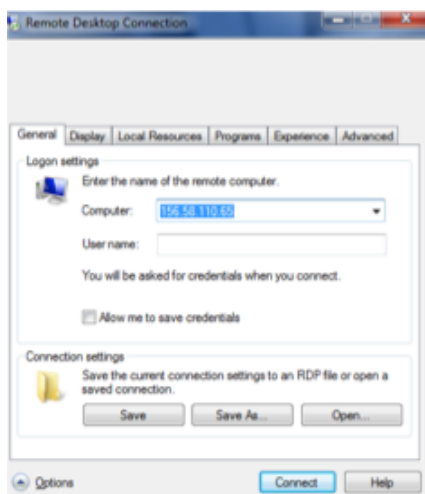 Remote Desktop Connection
General Display Local Resources Programs Experience Advanced
Logon settings
Enter the name of the remote computer.
Computer: 156.58.110.65
User name:
You will be asked for credentials when you connect.
Allow me to save credentials
Connection settings
Save the current connection settings to an RDP file or open a
saved connection.
Save Save As... Open...
Options Connect Help